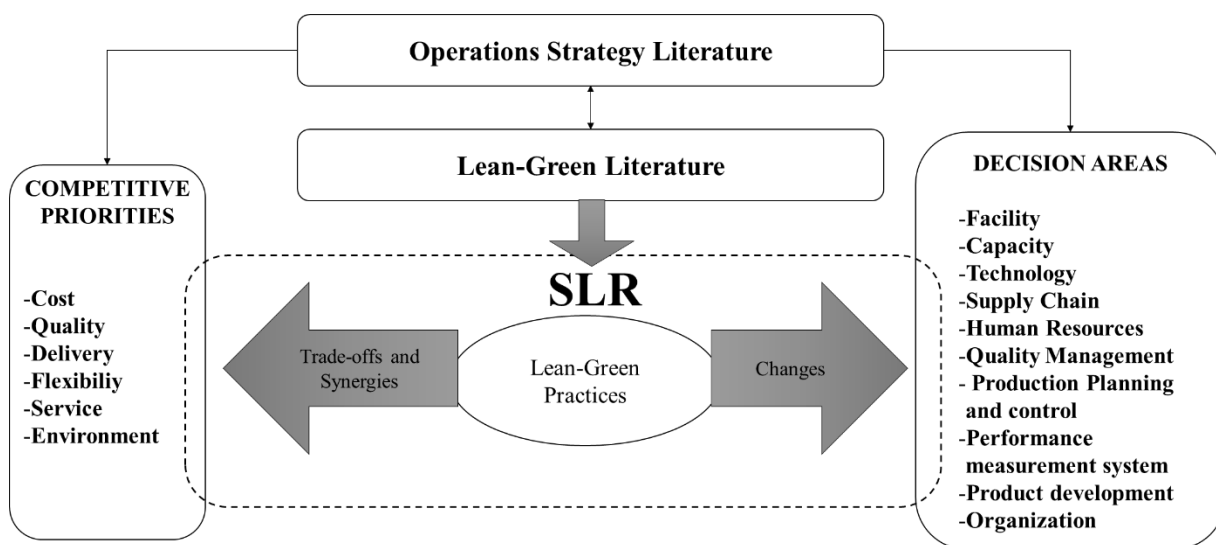 Operations Strategy Literature
Lean-Green Literature
COMPETITIVE
PRIORITIES
-Cost
-Quality
-Delivery
-Flexibiliy
-Service
-Environment
SLR
Trade-offs and
Synergies
Lean-Green
Practices
Changes
DECISION AREAS
-Facility
-Capacity
-Technology
-Supply Chain
-Human Resources
-Quality Management
- Production Planning
and control
-Performance
measurement system
-Product development
-Organization